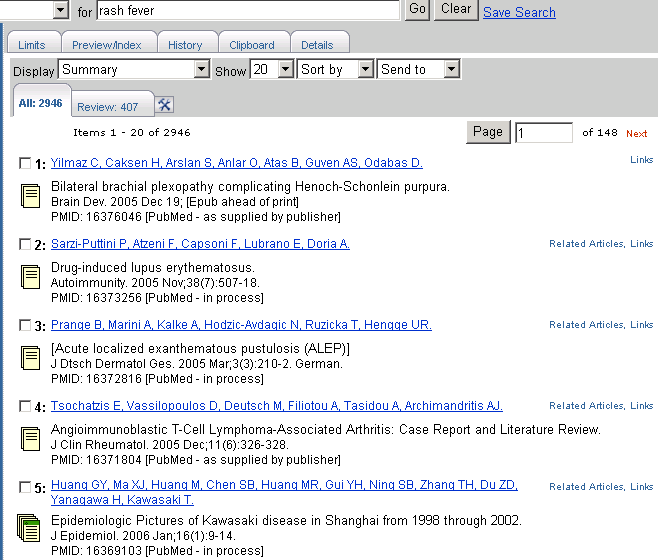 for rash fever Go Clear Save Search
Limits Preview/Index History Clipboard Details
Display Summary Show 20 Sort by Send to
All: 2946 Review: 407
Items 1 - 20 of 2946 Page 1 of 148 Next
1: Yilmaz C, Caksen H, Arslan S, Anlar O, Atas B, Guven AS, Odabas D. Links
Bilateral brachial plexopathy complicating Henoch-Schonlein purpura.
Brain Dev. 2005 Dec 19; [Epub ahead of print]
PMID: 16376046 [PubMed - as supplied by publisher]
2: Sarzi-Puttini P, Atzeni F, Capsoni F, Lubrano E, Doria A. Related Articles, Links
Drug-induced lupus erythematosus.
Autoimmunity. 2005 Nov;38(7):507-18.
PMID: 16373256 [PubMed - in process]
3: Prange B, Marini A, Kalke A, Hodzic-Avdagic N, Ruzicka T, Hengge UR. Related Articles, Links
[Acute localized exanthematous pustulosis (ALEP)]
J Dtsch Dermatol Ges. 2005 Mar;3(3):210-2. German.
PMID: 16372816 [PubMed - in process]
4: Tsochatzis E, Vassilopoulos D, Deutsch M, Filiotou A, Tasidou A, Archimandritis AJ. Related Articles, Links
Angioimmunoblastic T-Cell Lymphoma-Associated Arthritis: Case Report and Literature Review.
J Clin Rheumatol. 2005 Dec;11(6):326-328.
PMID: 16371804 [PubMed - as supplied by publisher]
5: Huang GY, Ma XJ, Huang M, Chen SB, Huang MR, Gui YH, Ning SB, Zhang TH, Du ZD, Related Articles, Links
Yanagawa H, Kawasaki T.
Epidemiologic Pictures of Kawasaki disease in Shanghai from 1998 through 2002.
J Epidemiol. 2006 Jan;16(1):9-14.
PMID: 16369103 [PubMed - in process]